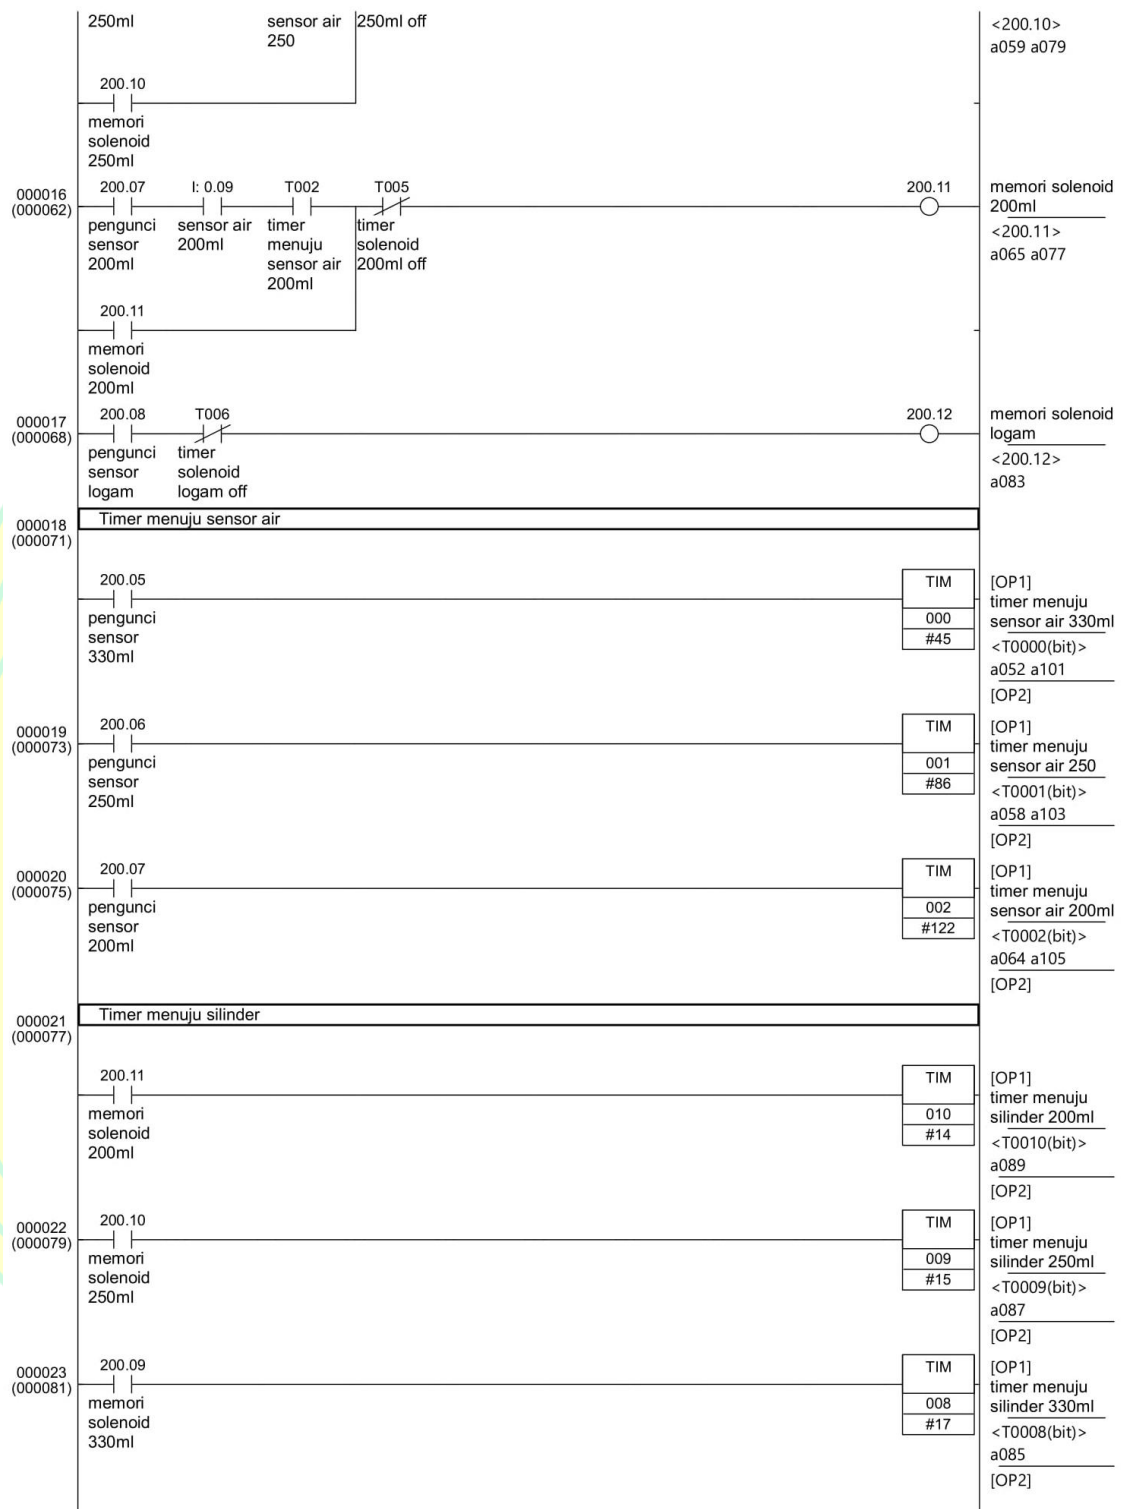 250ml
sensor air
250
250ml off
<200.10>
a059 a079
200.10
memori
solenoid
250ml
000016
(000062)
200.07
pengunci
sensor
200ml
I: 0.09
sensor air
200ml
T002
timer
menuju
sensor air
200ml
T005
timer
solenoid
200ml off
200.11
memori solenoid
200ml
<200.11>
a065 a077
200.11
memori
solenoid
200ml
000017
(000068)
200.08
pengunci
sensor
logam
T006
timer
solenoid
logam off
200.12
memori solenoid
logam
<200.12>
a083
000018
(000071)
Timer menuju sensor air
200.05
pengunci
sensor
330ml
TIM
000
#45
[OP1]
timer menuju
sensor air 330ml
<T0000(bit)>
a052 a101
[OP2]
000019
(000073)
200.06
pengunci
sensor
250ml
TIM
001
#86
[OP1]
timer menuju
sensor air 250
<T0001(bit)>
a058 a103
[OP2]
000020
(000075)
200.07
pengunci
sensor
200ml
TIM
002
#122
[OP1]
timer menuju
sensor air 200ml
<T0002(bit)>
a064 a105
[OP2]
000021
(000077)
Timer menuju silinder
200.11
memori
solenoid
200ml
TIM
010
#14
[OP1]
timer menuju
silinder 200ml
<T0010(bit)>
a089
[OP2]
000022
(000079)
200.10
memori
solenoid
250ml
TIM
009
#15
[OP1]
timer menuju
silinder 250ml
<T0009(bit)>
a087
[OP2]
000023
(000081)
200.09
memori
solenoid
330ml
TIM
008
#17
[OP1]
timer menuju
silinder 330ml
<T0008(bit)>
a085
[OP2]